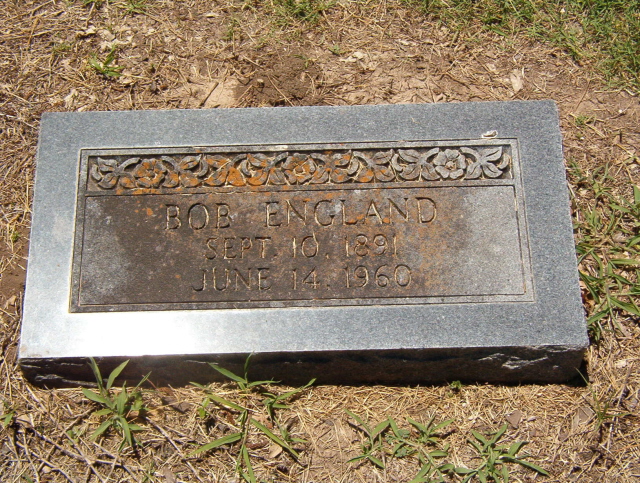 BOB ENGLAND
SEPT. 10. 1891
JUNE 14. 1960